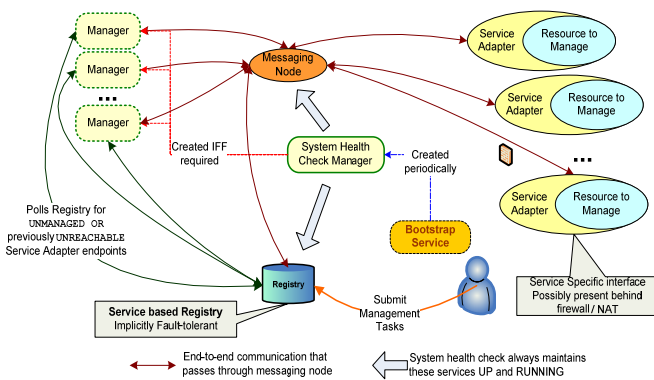 Manager
Manager
...
Manager
Messaging
Node
Service
Adapter
Resource to
Manage
Service
Adapter
Resource to
Manage
...
Service
Adapter
Resource to
Manage
Created IFF
required
System Health
Check Manager
Created
periodically
Bootstrap
Service
Polls Registry for
UNMANAGED OR
previously UNREACHABLE
Service Adapter endpoints
Registry
Service based Registry
Implicitly Fault-tolerant
Submit
Management
Tasks
Service Specific interface
Possibly present behind
firewall / NAT
End-to-end communication that
passes through messaging node
System health check always maintains
these services UP and RUNNING